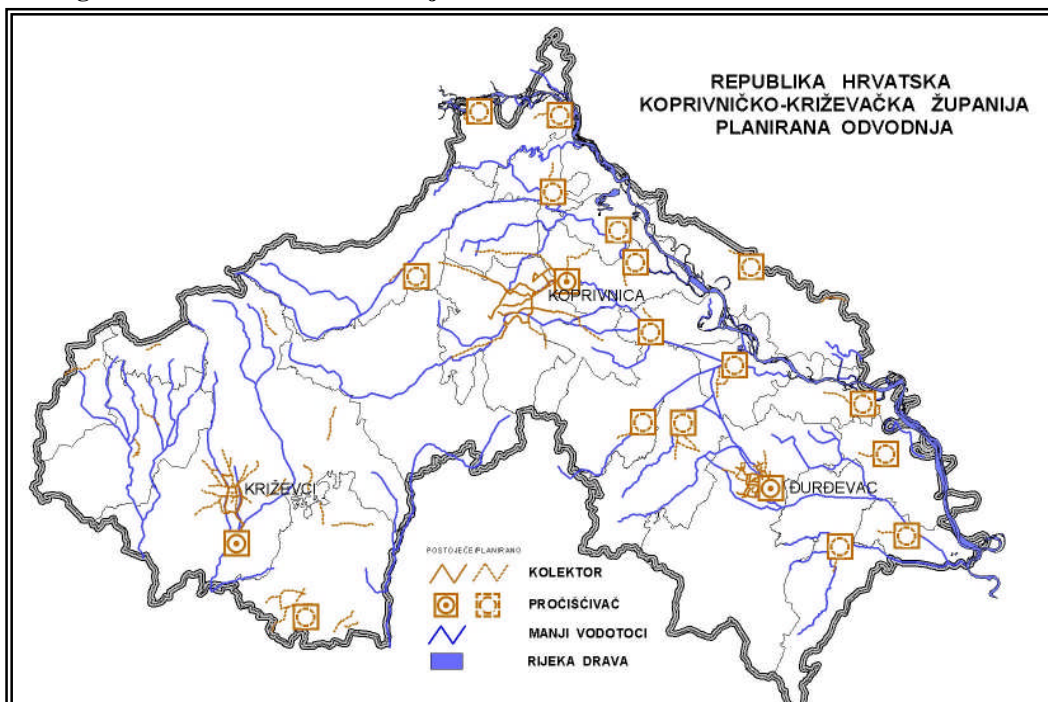 REPUBLIKA HRVATSKA
KOPRIVNIČKO-KRIŽEVAČKA ŽUPANIJA
PLANIRANA ODVODNJA
KOPRIVNICA
KRIŽEVCI
ĐURĐEVAC
POSTOJEĆE/PLANIRANO
KOLEKTOR
PROČIŠĆIVAČ
MANJI VODOTOCI
RIJEKA DRAVA